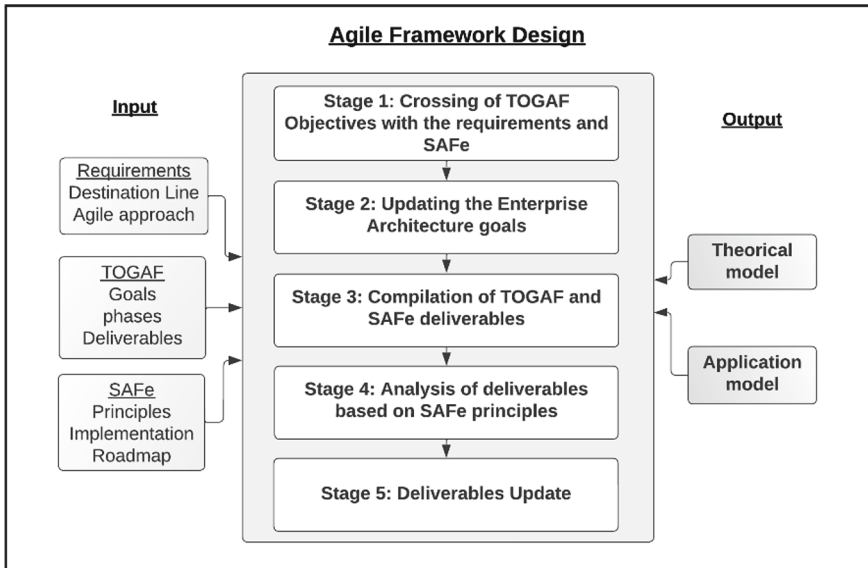 Agile Framework Design
Input
Requirements
Destination Line
Agile approach
TOGAF
Goals
phases
Deliverables
SAFe
Principles
Implementation
Roadmap
Stage 1: Crossing of TOGAF
Objectives with the requirements and
SAFe
Stage 2: Updating the Enterprise
Architecture goals
Stage 3: Compilation of TOGAF and
SAFe deliverables
Stage 4: Analysis of deliverables
based on SAFe principles
Stage 5: Deliverables Update
Output
Theorical
model
Application
model